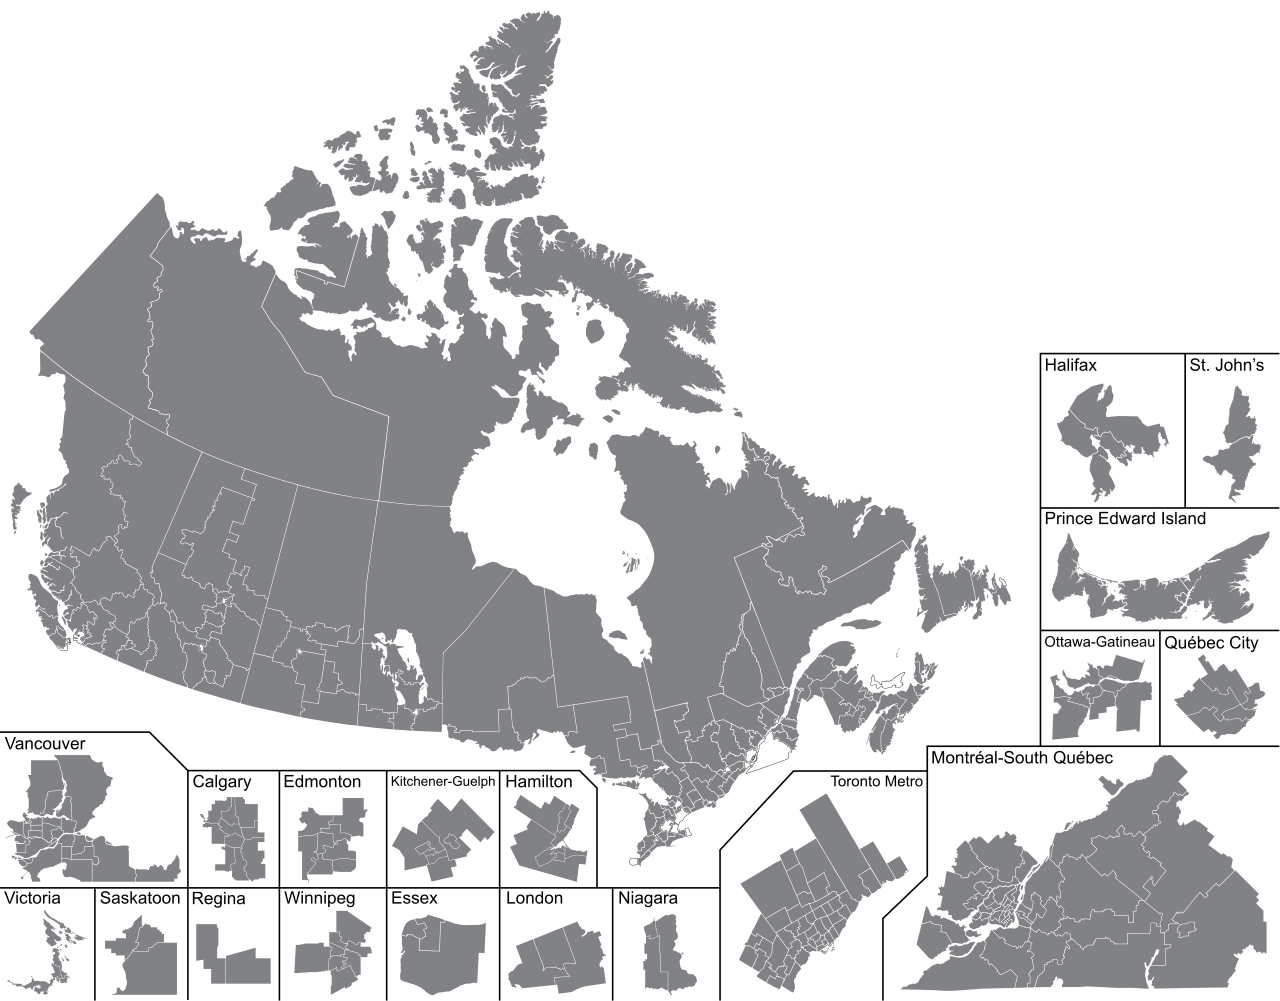 Halifax
St. John's
Prince Edward Island
Ottawa-Gatineau
Québec City
Vancouver
Montréal-South Québec
Calgary
Edmonton
Kitchener-Guelph
Hamilton
Toronto Metro
Victoria
Saskatoon
Regina
Winnipeg
Essex
London
Niagara